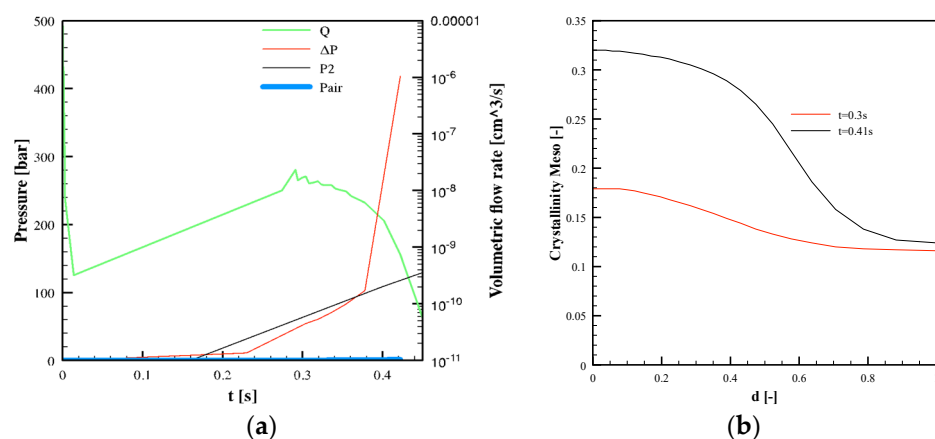 500
400
300
200
100
0
Pressure [bar]
Q
ΔP
P2
Pair
0.00001
10^-6
10^-7
10^-8
10^-9
10^-10
10^-11
Volumetric flow rate [cm^3/s]
0
0.1
0.2
0.3
0.4
t [s]
(a)
0.35
0.3
0.25
0.2
0.15
0.1
0.05
0
Crystallinity Meso [-]
t=0.3s
t=0.41s
0
0.2
0.4
0.6
0.8
d [-]
(b)